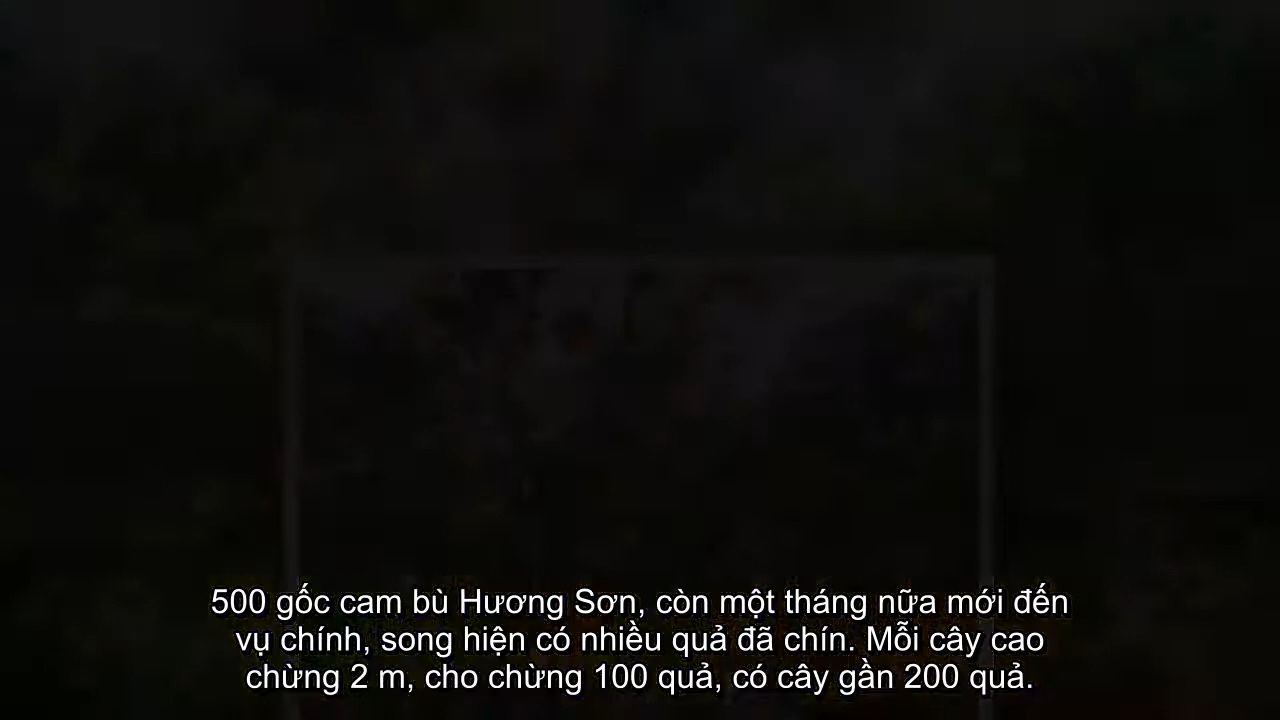 500 gốc cam bù Hương Sơn, còn một tháng nữa mới đến
vụ chính, song hiện có nhiều quả đã chín. Mỗi cây cao
chừng 2 m, cho chừng 100 quả, có cây gần 200 quả.